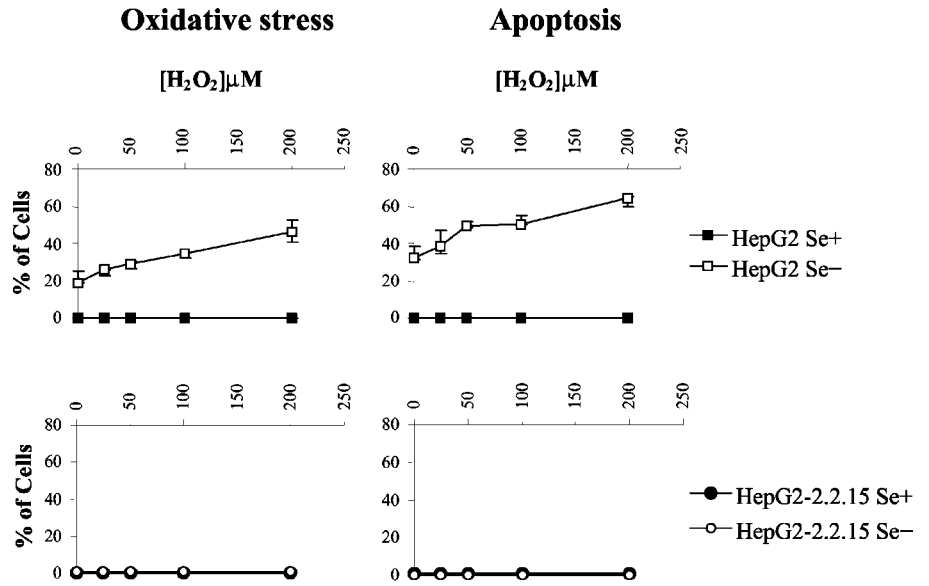 Oxidative stress
Apoptosis
[H₂O₂]µM
[H₂O₂]µM
0 50 100 150 200 250
0 50 100 150 200 250
% of Cells
80
60
40
20
0
80
60
40
20
0
HepG2 Se+
HepG2 Se−
0 50 100 150 200 250
0 50 100 150 200 250
% of Cells
80
60
40
20
0
80
60
40
20
0
HepG2-2.2.15 Se+
HepG2-2.2.15 Se−